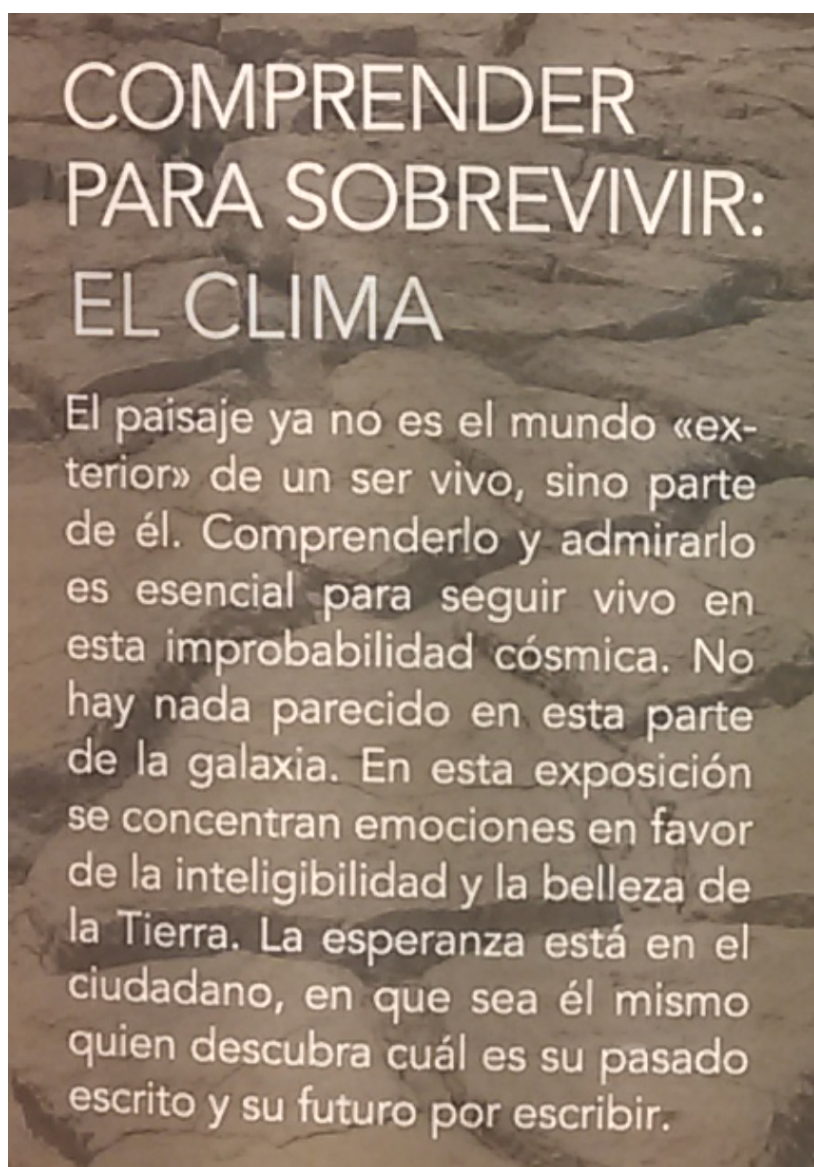 COMPRENDER
PARA SOBREVIVIR:
EL CLIMA
El paisaje ya no es el mundo «ex-
terior» de un ser vivo, sino parte
de él. Comprenderlo y admirarlo
es esencial para seguir vivo en
esta improbabilidad cósmica. No
hay nada parecido en esta parte
de la galaxia. En esta exposición
se concentran emociones en favor
de la inteligibilidad y la belleza de
la Tierra. La esperanza está en el
ciudadano, en que sea él mismo
quien descubra cuál es su pasado
escrito y su futuro por escribir.